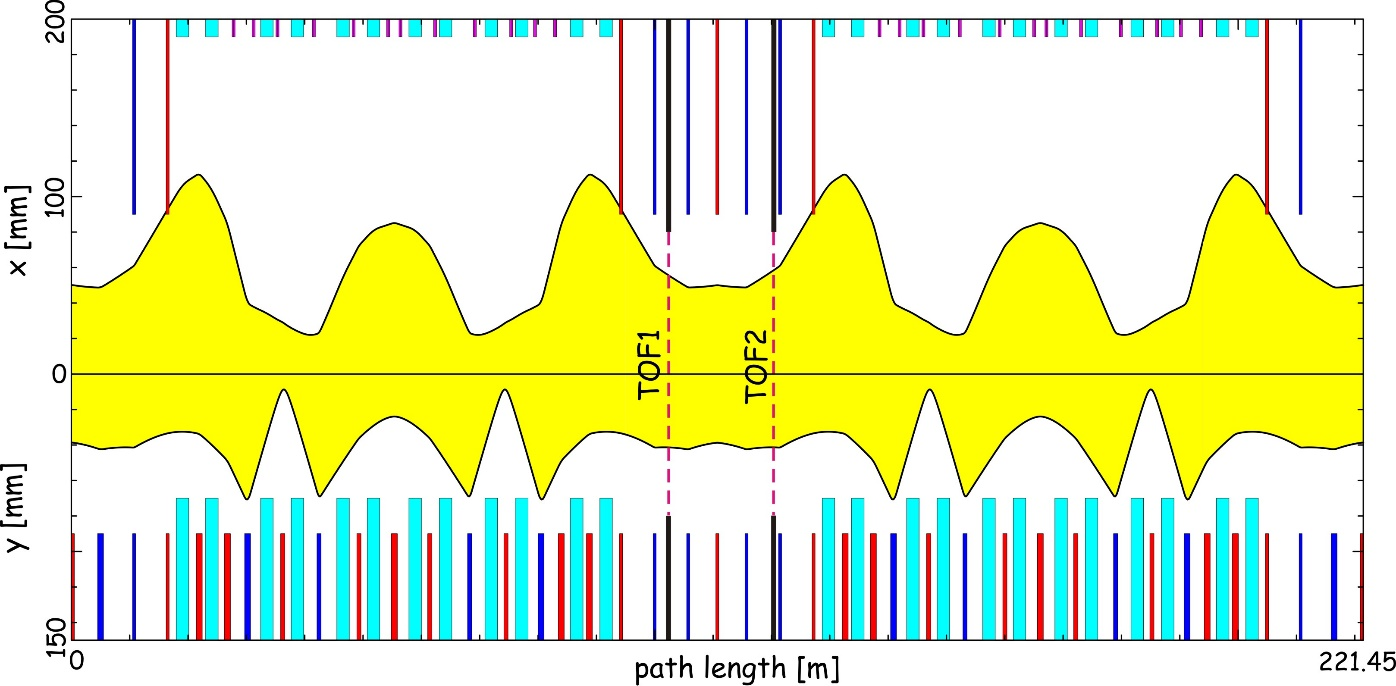 200
x [mm]
100
0
TOF1
TOF2
y [mm]
150
0
path length [m]
221.45